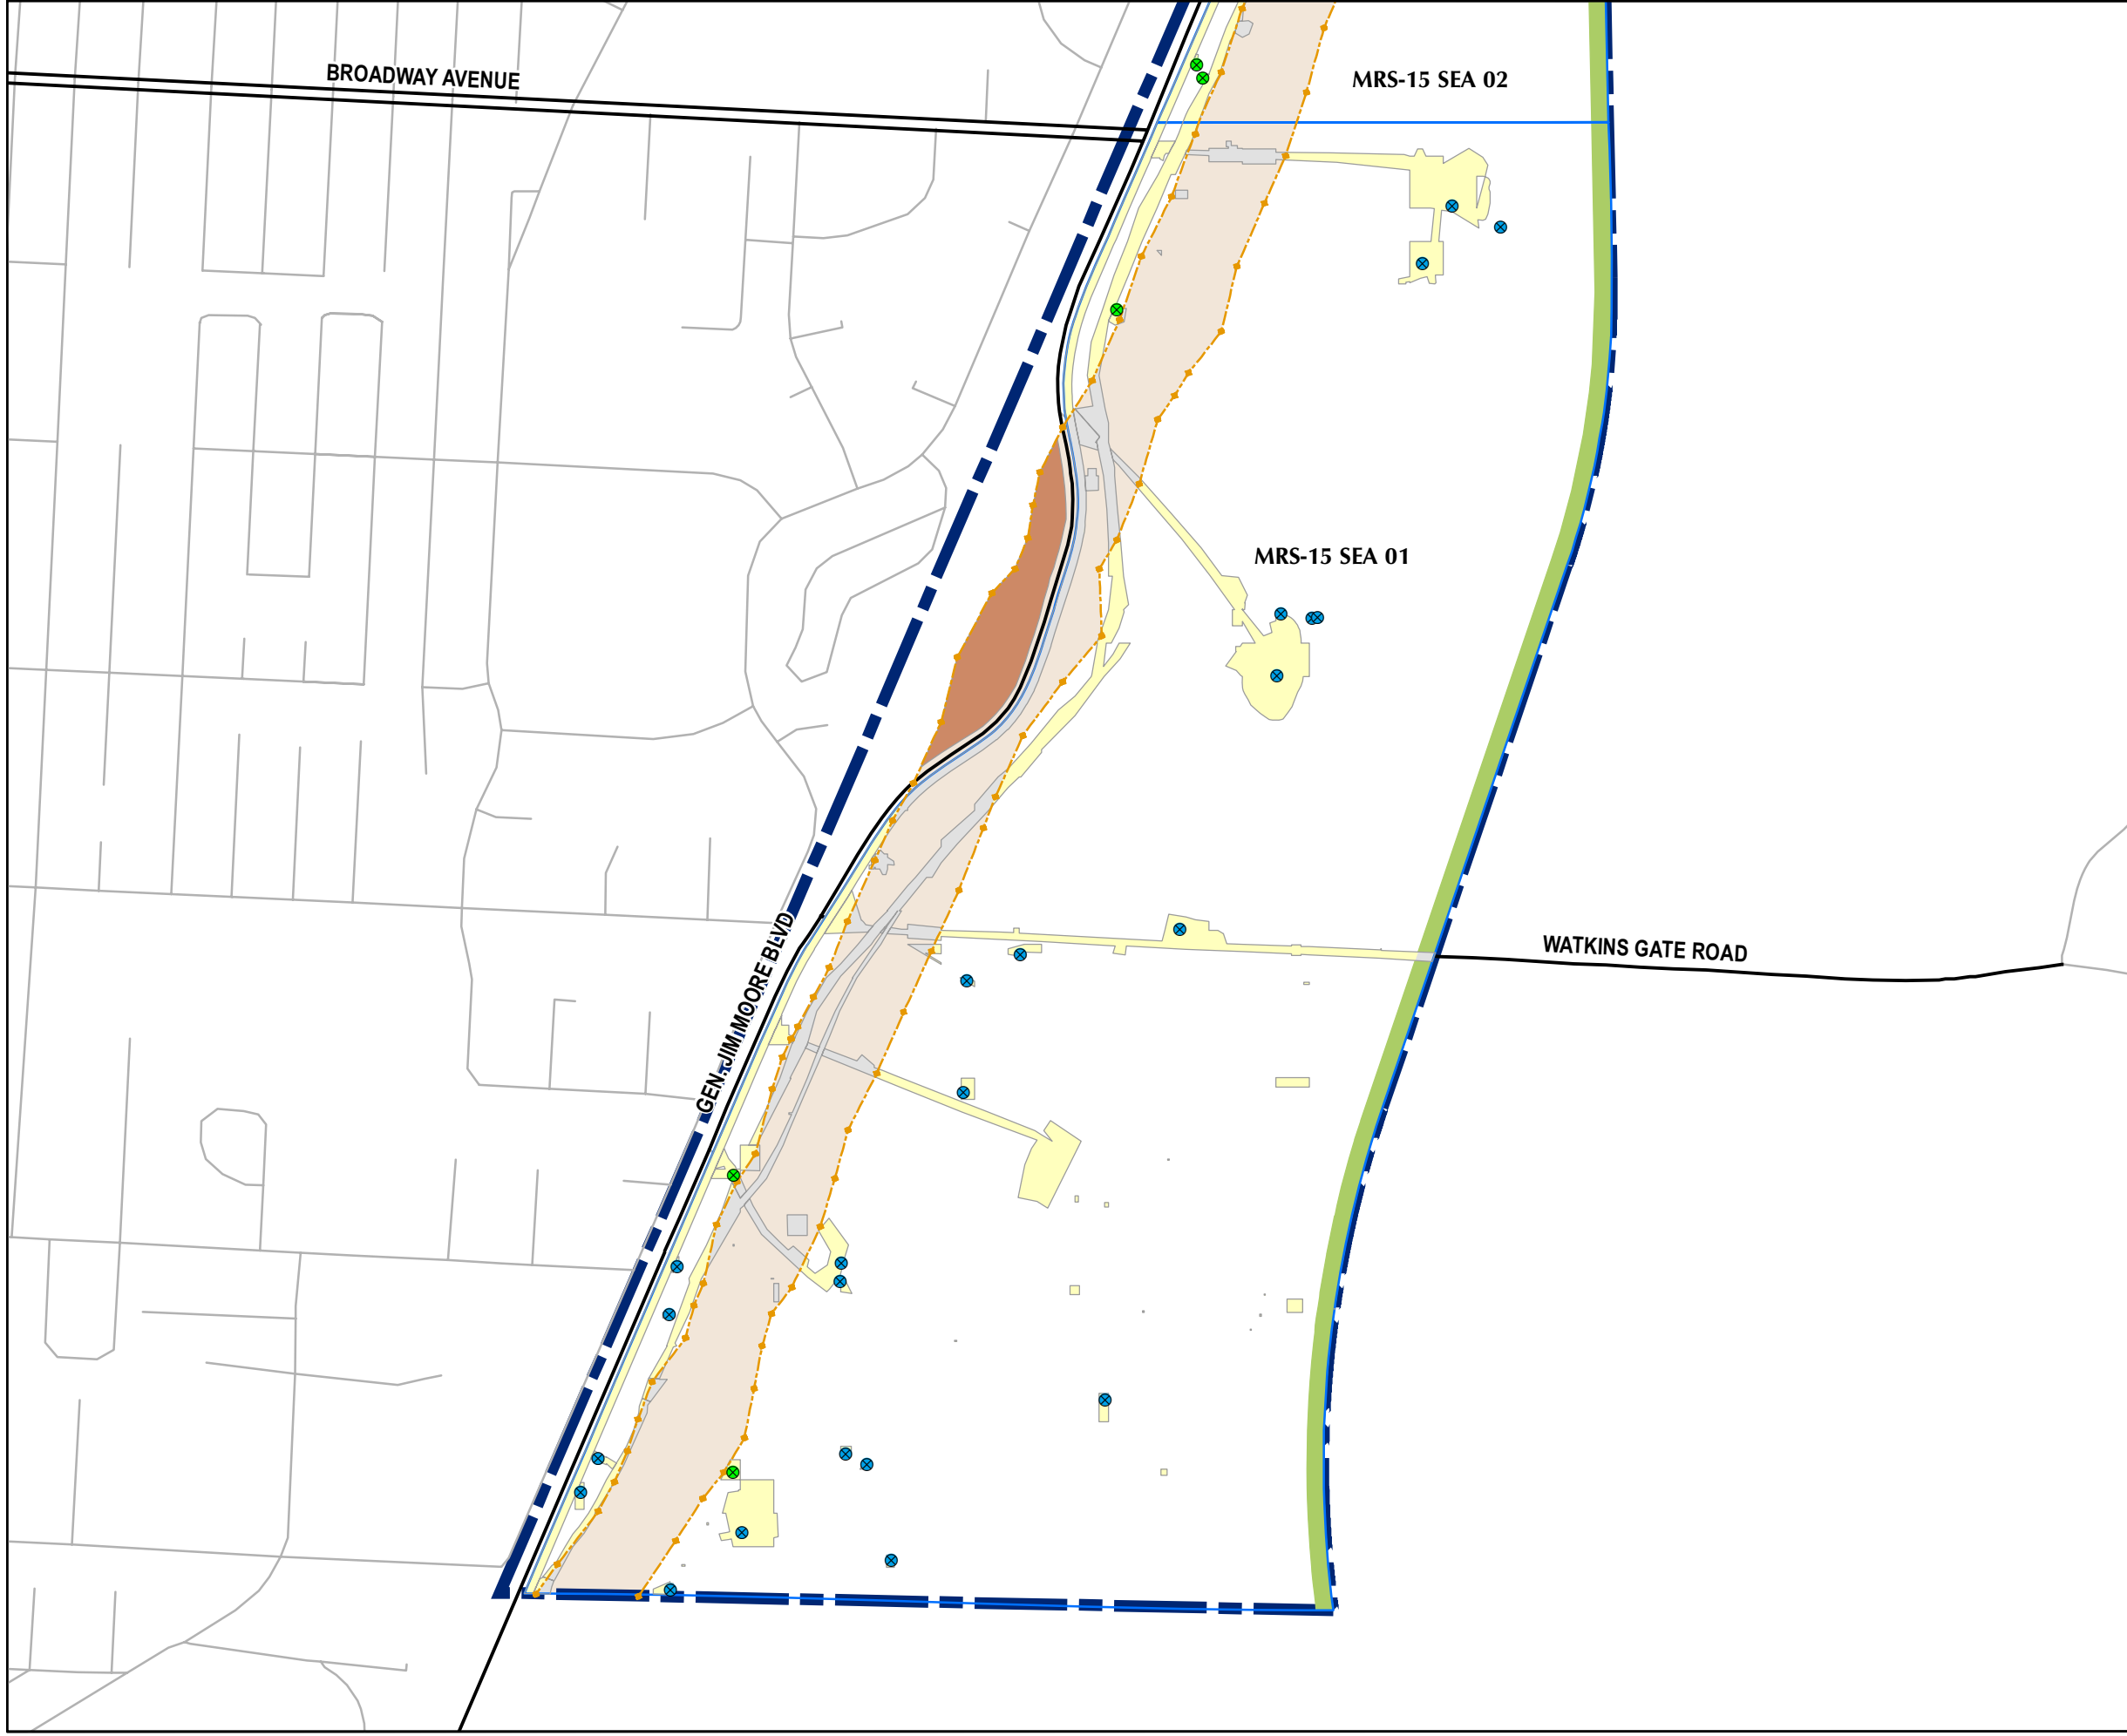 BROADWAY AVENUE
MRS-15 SEA 02
MRS-15 SEA 01
WATKINS GATE ROAD
GEN. JIM MOORE BLVD